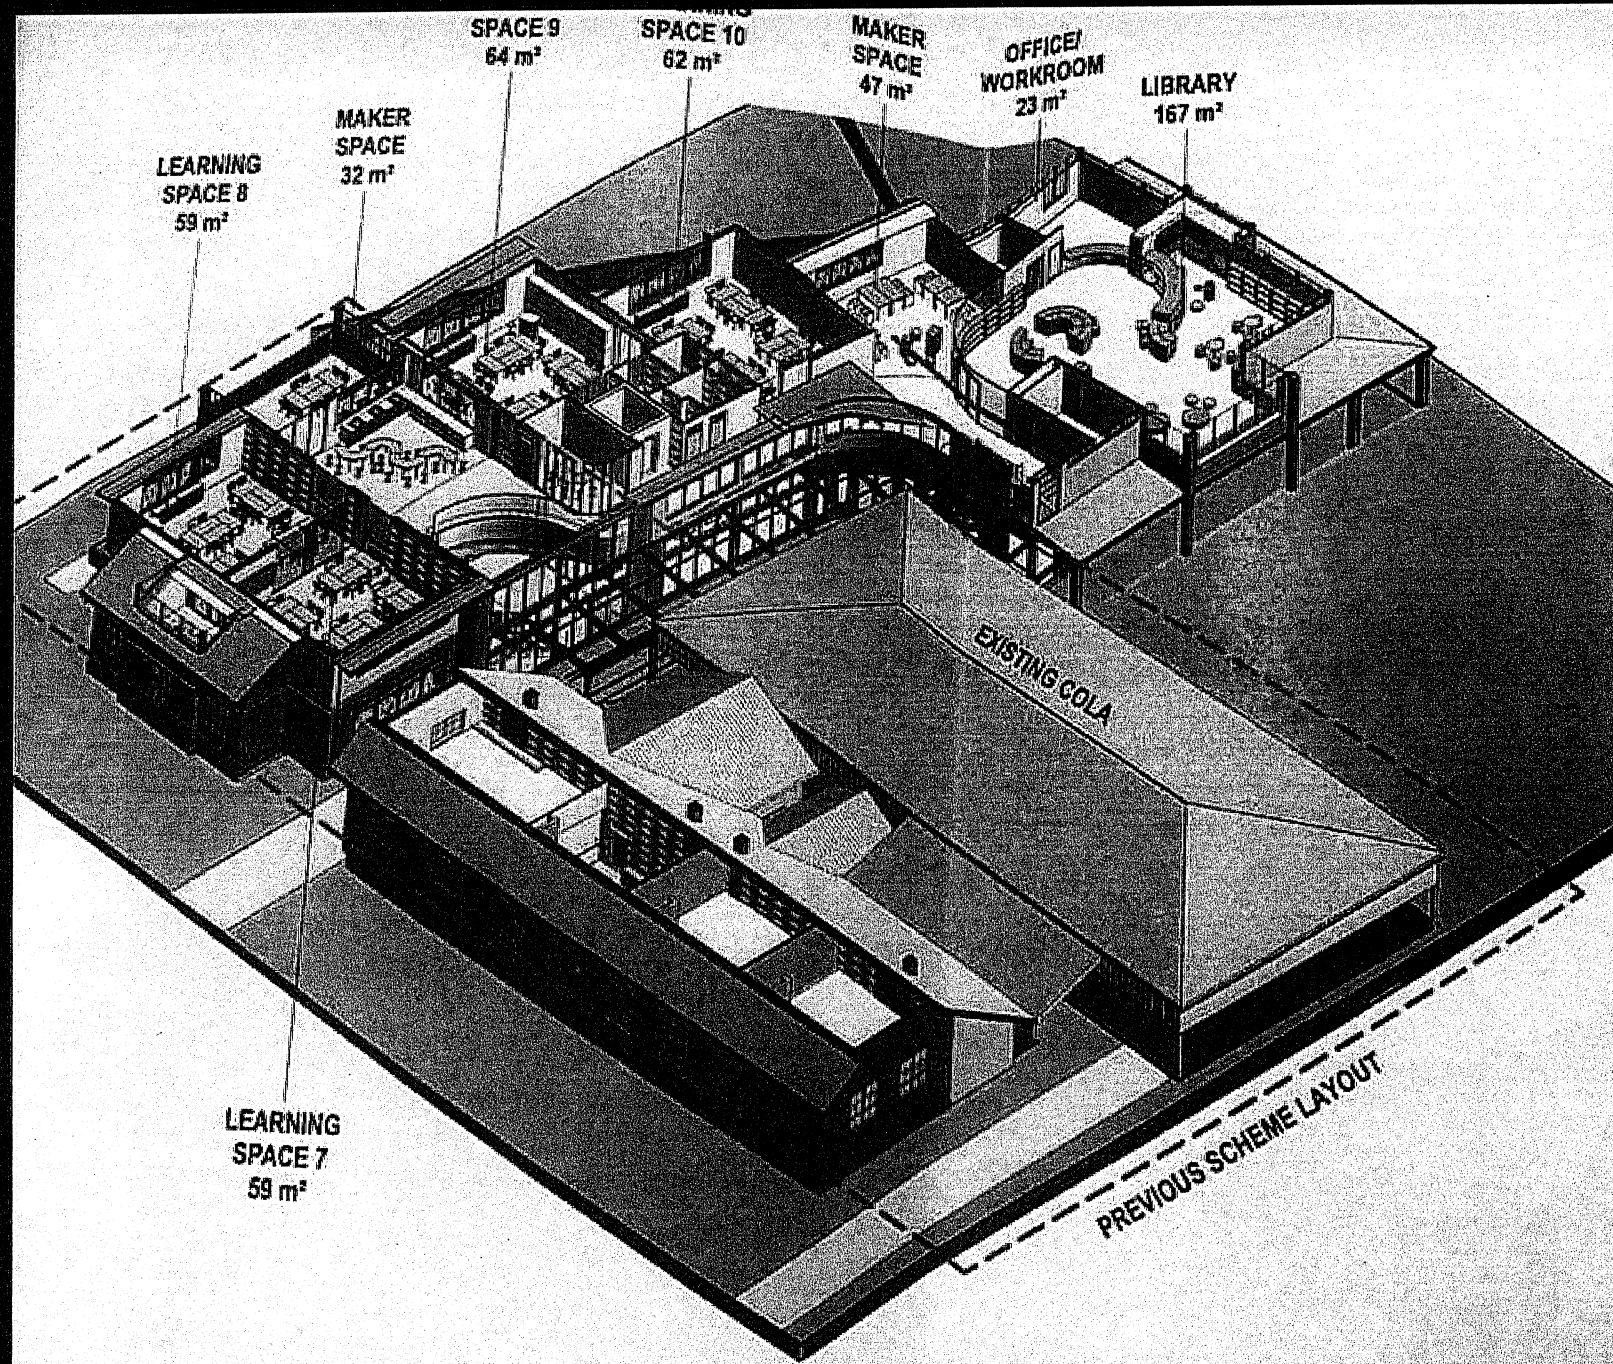 SPACE 9
64 m²
SPACE 10
62 m²
MAKER
SPACE
47 m²
OFFICE/
WORKROOM
23 m²
LIBRARY
167 m²
MAKER
SPACE
32 m²
LEARNING
SPACE 8
59 m²
EXISTING COLA
LEARNING
SPACE 7
59 m²
PREVIOUS SCHEME LAYOUT